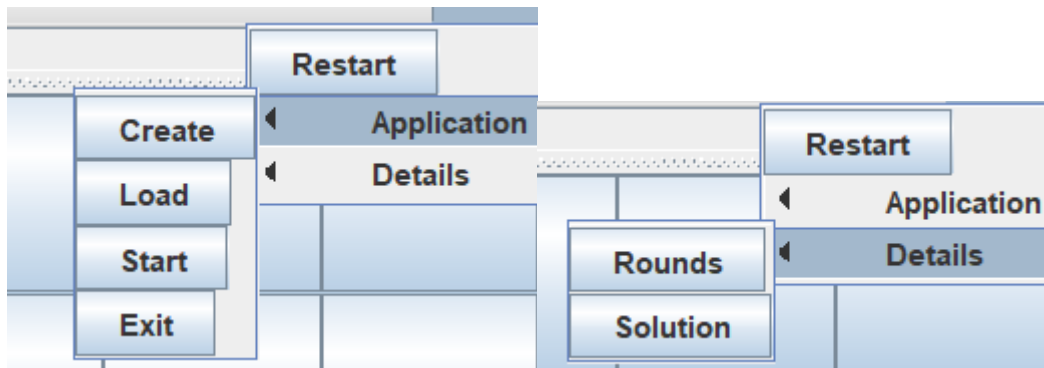 Restart
Application
Details
Create
Load
Start
Exit
Restart
Application
Details
Rounds
Solution